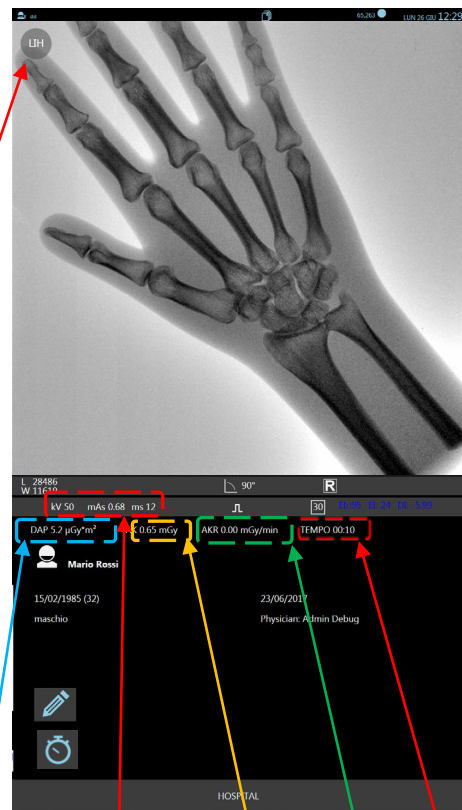 aa 65,263 LUN 26 GIU 12:29
LIH
L 28486
W 11619 90° R
kV 50 mAs 0.68 ms 12 30
DAP 5.2 µGy*m² 0.65 mGy AKR 0.00 mGy/min TEMPO 00:10
Mario Rossi
15/02/1985 (32) 23/06/2017
maschio Physician: Admin Debug
HOSPITAL